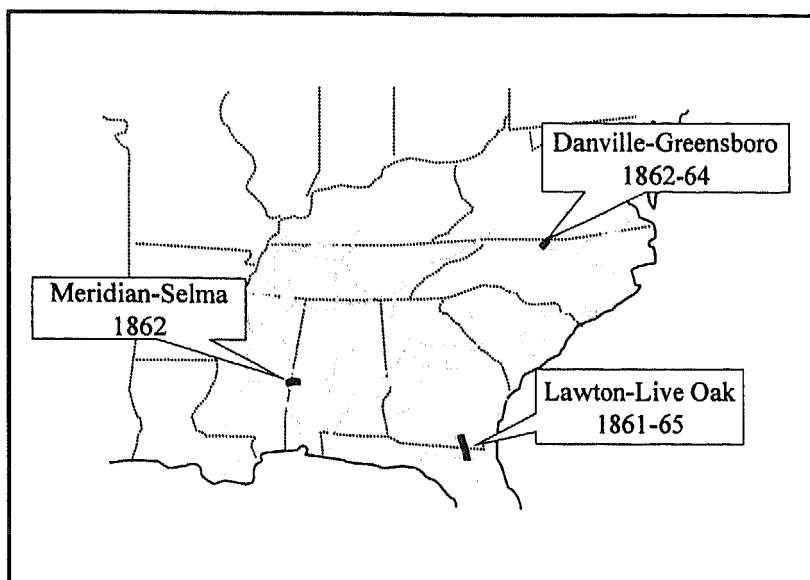 Danville-Greensboro
1862-64
Meridian-Selma
1862
Lawton-Live Oak
1861-65